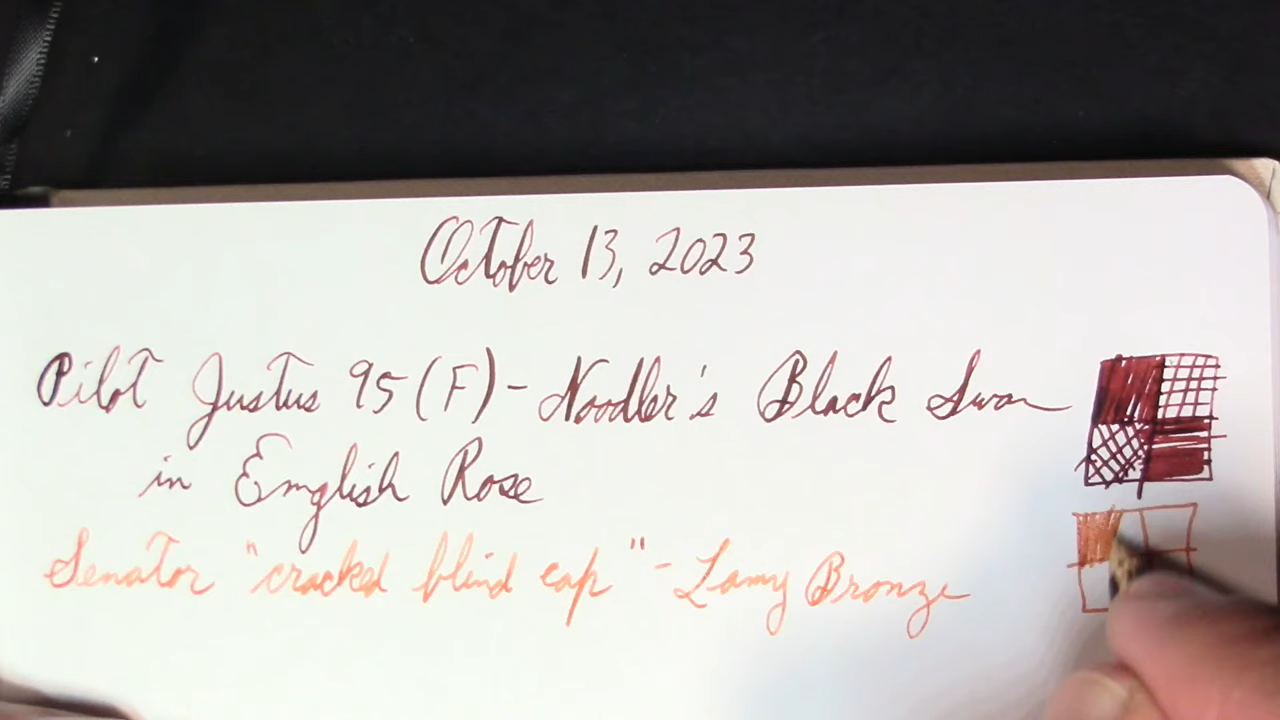 October 13, 2023
Pilot Justus 95 (F) - Noodler's Black Swan
in English Rose
Senator "cracked blind cap" - Lamy Bronze